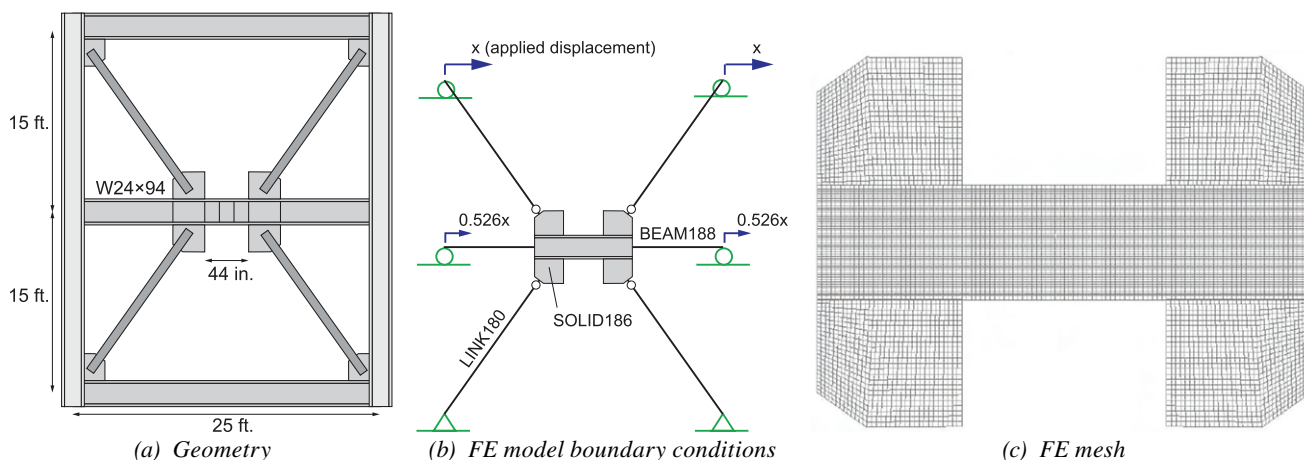 15 ft.
W24×94
44 in.
15 ft.
25 ft.
(a) Geometry
x (applied displacement)
x
0.526x
0.526x
BEAM188
SOLID186
LINK180
(b) FE model boundary conditions
(c) FE mesh